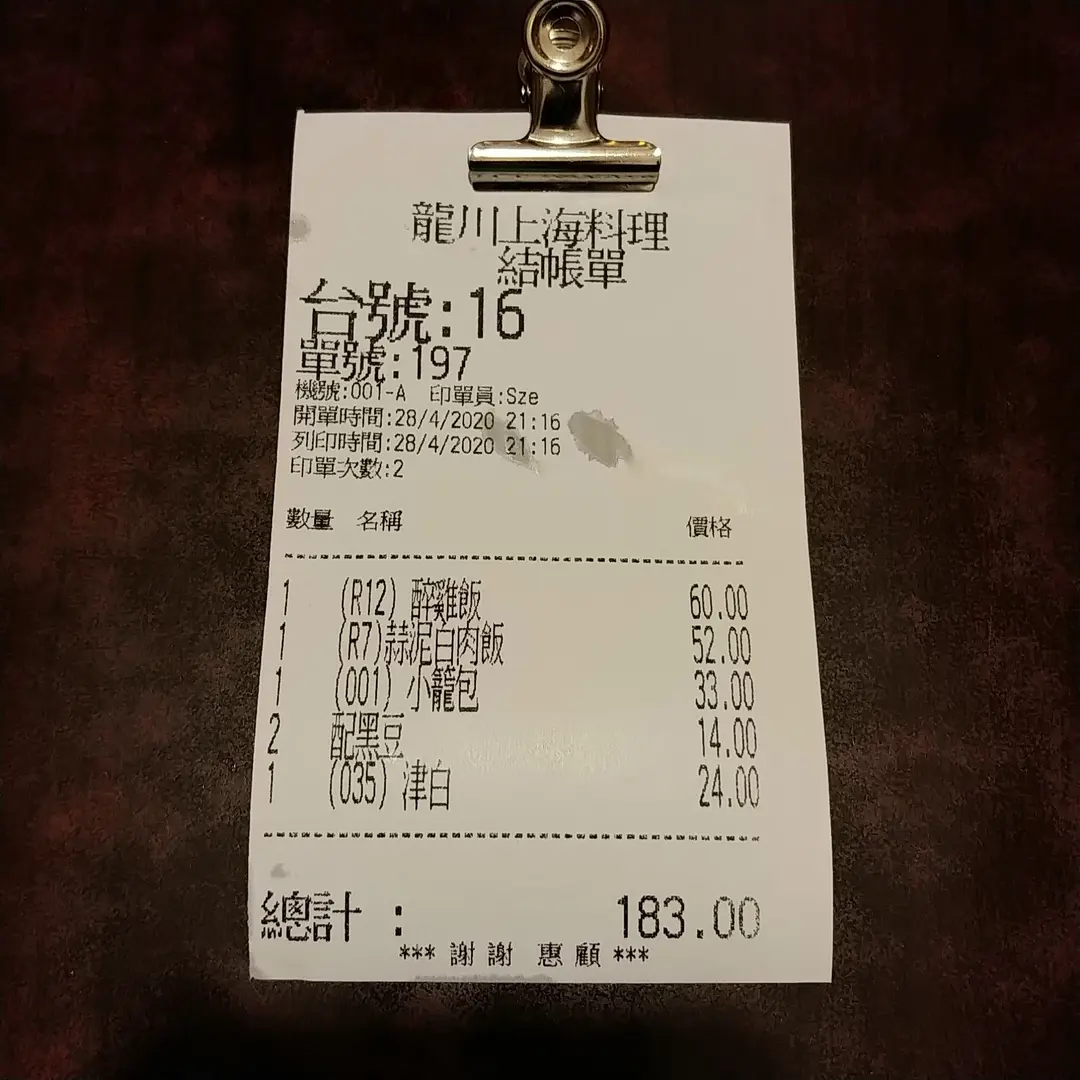 龍川上海料理
結帳單
台號:16
單號:197
機號:001-A 印單員:Sze
開單時間:28/4/2020 21:16
列印時間:28/4/2020 21:16
印單次數:2
數量 名稱 價格
1 (R12) 醉雞飯 60.00
1 (R7)蒜泥白肉飯 52.00
1 (001) 小籠包 33.00
2 配黑豆 14.00
1 (035) 津白 24.00
總計 : 183.00
*** 謝謝 惠顧 ***